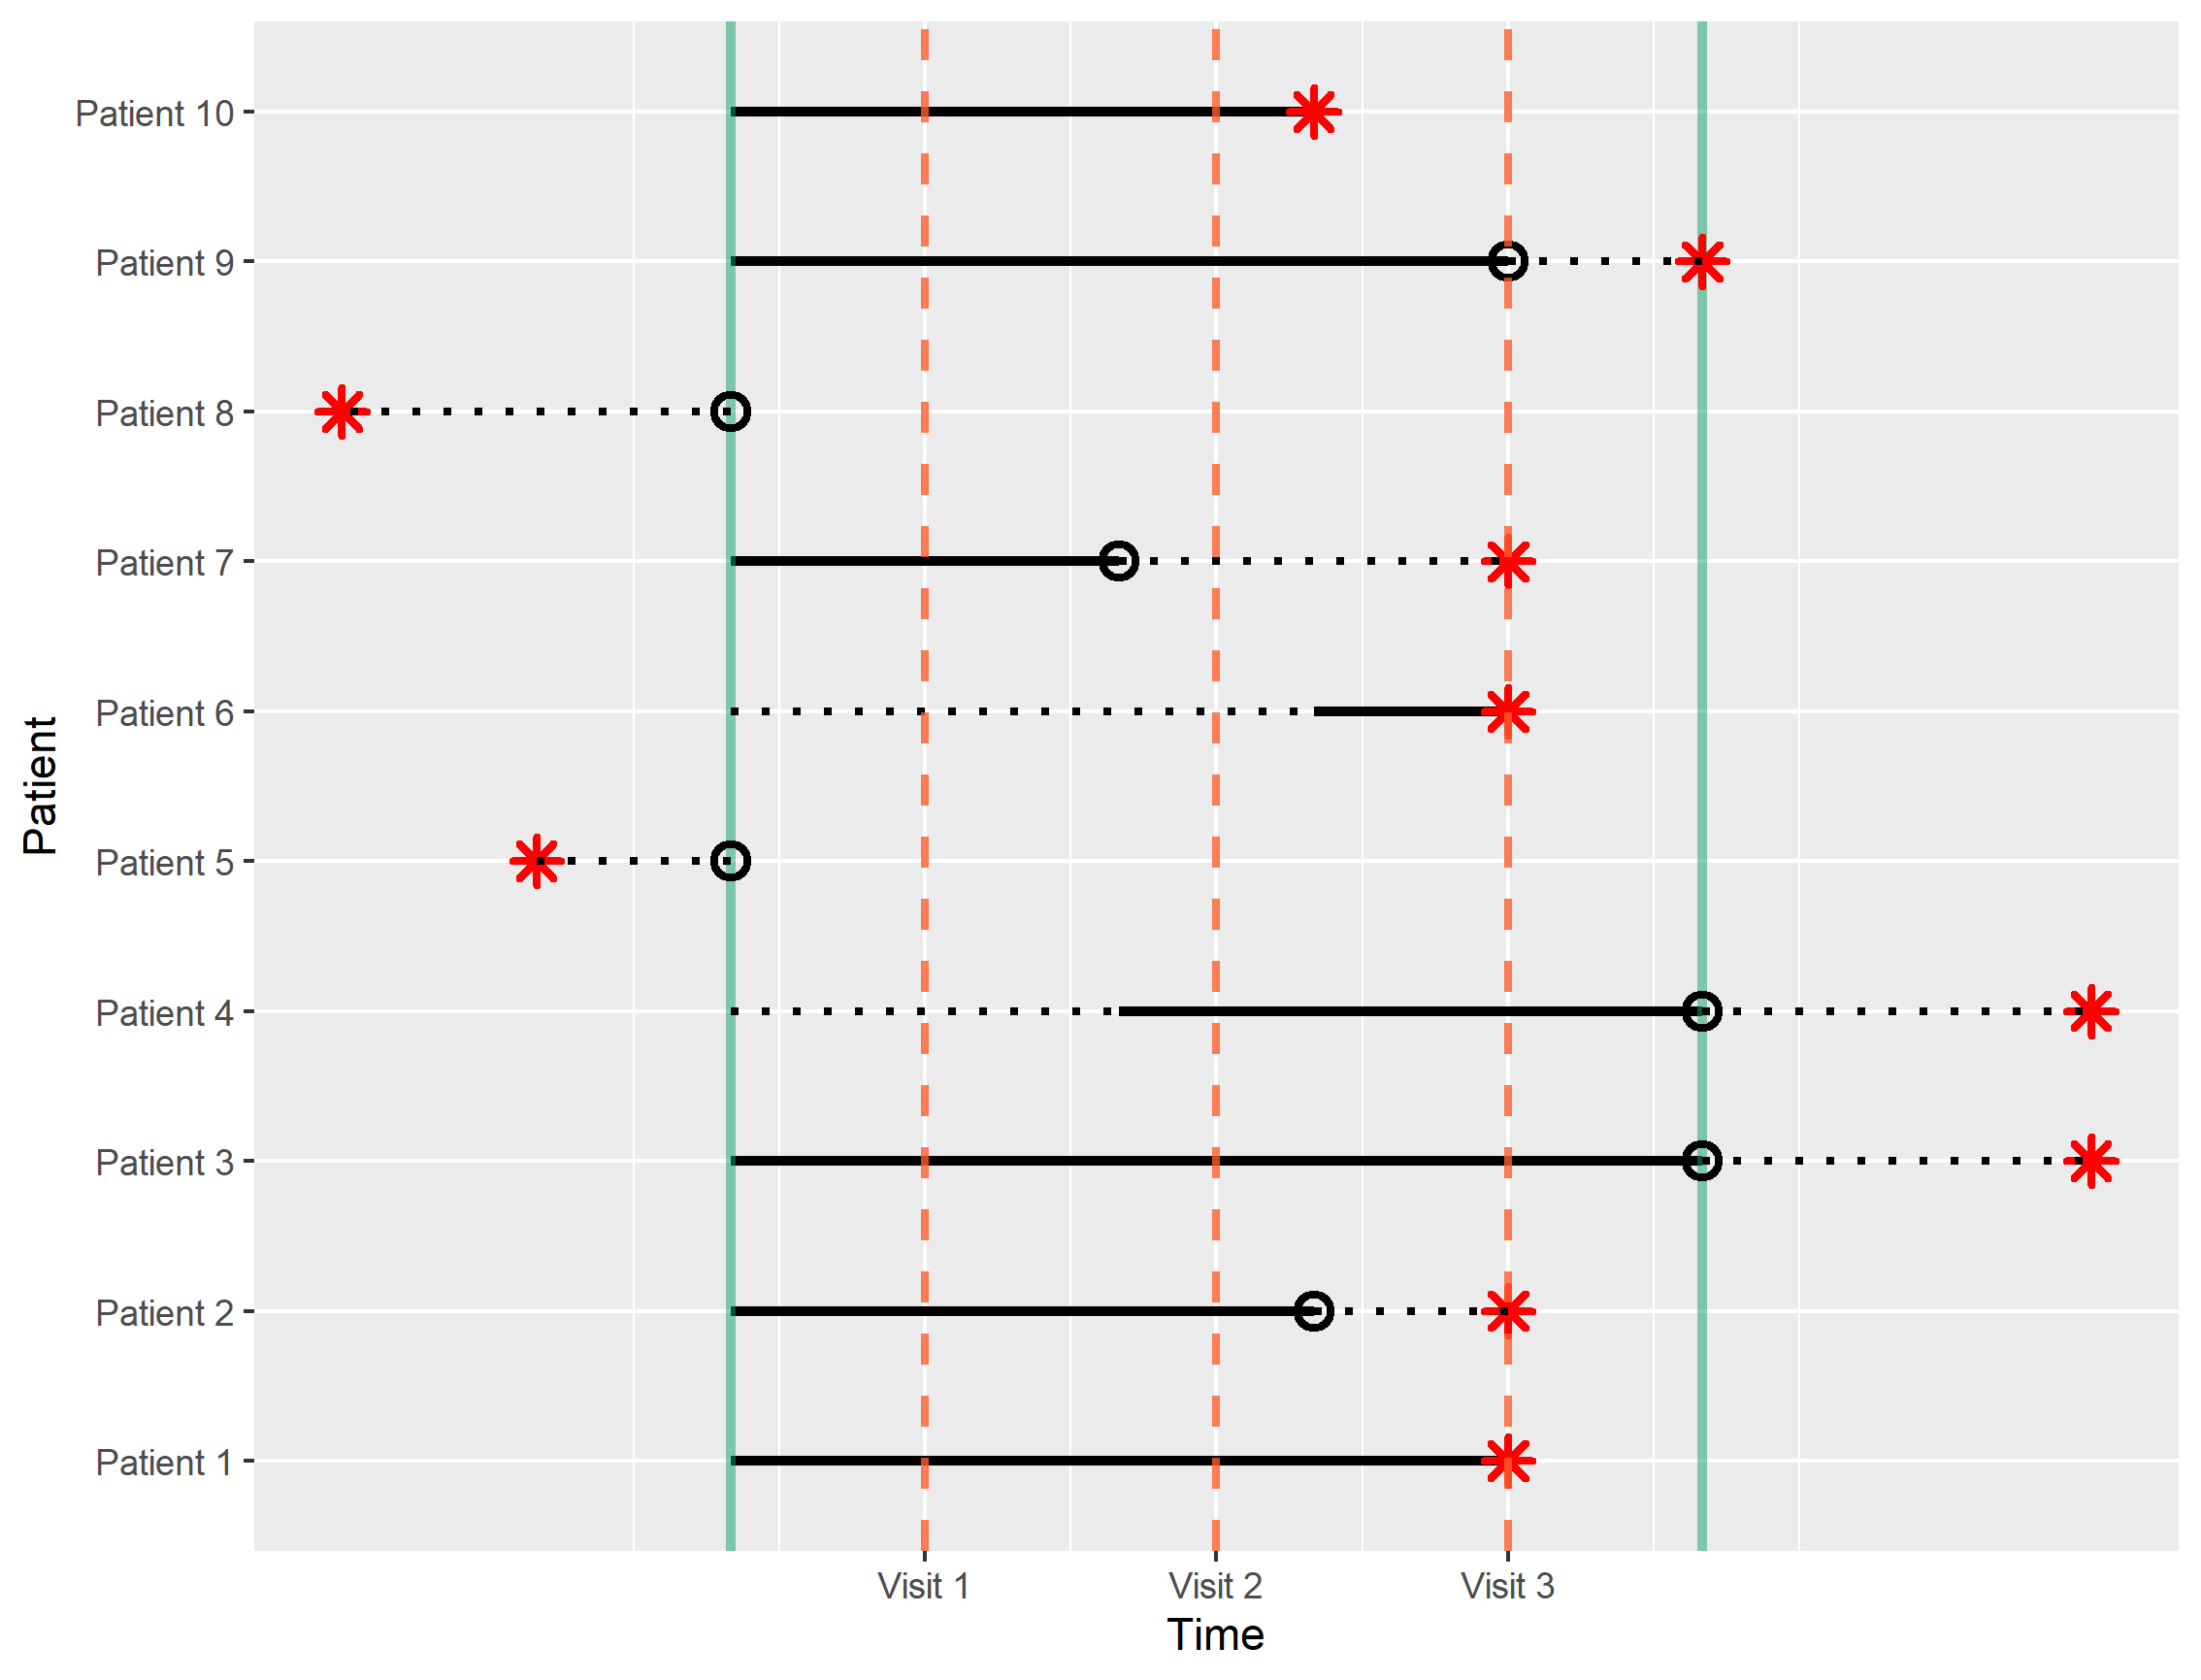 Patient 10
Patient 9
Patient 8
Patient 7
Patient 6
Patient 5
Patient 4
Patient 3
Patient 2
Patient 1
Patient
Visit 1 Visit 2 Visit 3
Time